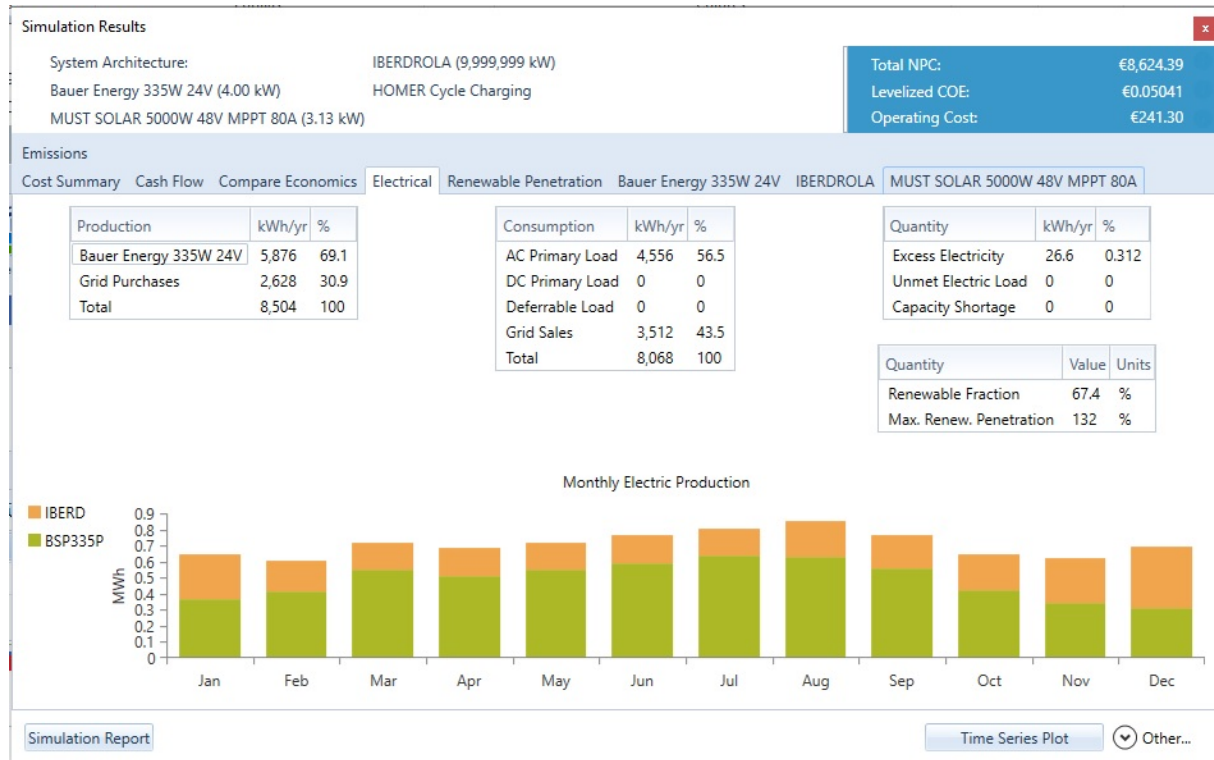 Simulation Results
x
System Architecture:
IBERDROLA (9,999,999 kW)
Bauer Energy 335W 24V (4.00 kW)
HOMER Cycle Charging
MUST SOLAR 5000W 48V MPPT 80A (3.13 kW)
Total NPC: €8,624.39
Levelized COE: €0.05041
Operating Cost: €241.30
Emissions
Cost Summary Cash Flow Compare Economics Electrical Renewable Penetration Bauer Energy 335W 24V IBERDROLA MUST SOLAR 5000W 48V MPPT 80A
Production kWh/yr %
Bauer Energy 335W 24V 5,876 69.1
Grid Purchases 2,628 30.9
Total 8,504 100
Consumption kWh/yr %
AC Primary Load 4,556 56.5
DC Primary Load 0 0
Deferrable Load 0 0
Grid Sales 3,512 43.5
Total 8,068 100
Quantity kWh/yr %
Excess Electricity 26.6 0.312
Unmet Electric Load 0 0
Capacity Shortage 0 0
Quantity Value Units
Renewable Fraction 67.4 %
Max. Renew. Penetration 132 %
Monthly Electric Production
IBERD
BSP335P
MWh
0.9
0.8
0.7
0.6
0.5
0.4
0.3
0.2
0.1
0
Jan Feb Mar Apr May Jun Jul Aug Sep Oct Nov Dec
Simulation Report
Time Series Plot
Other...